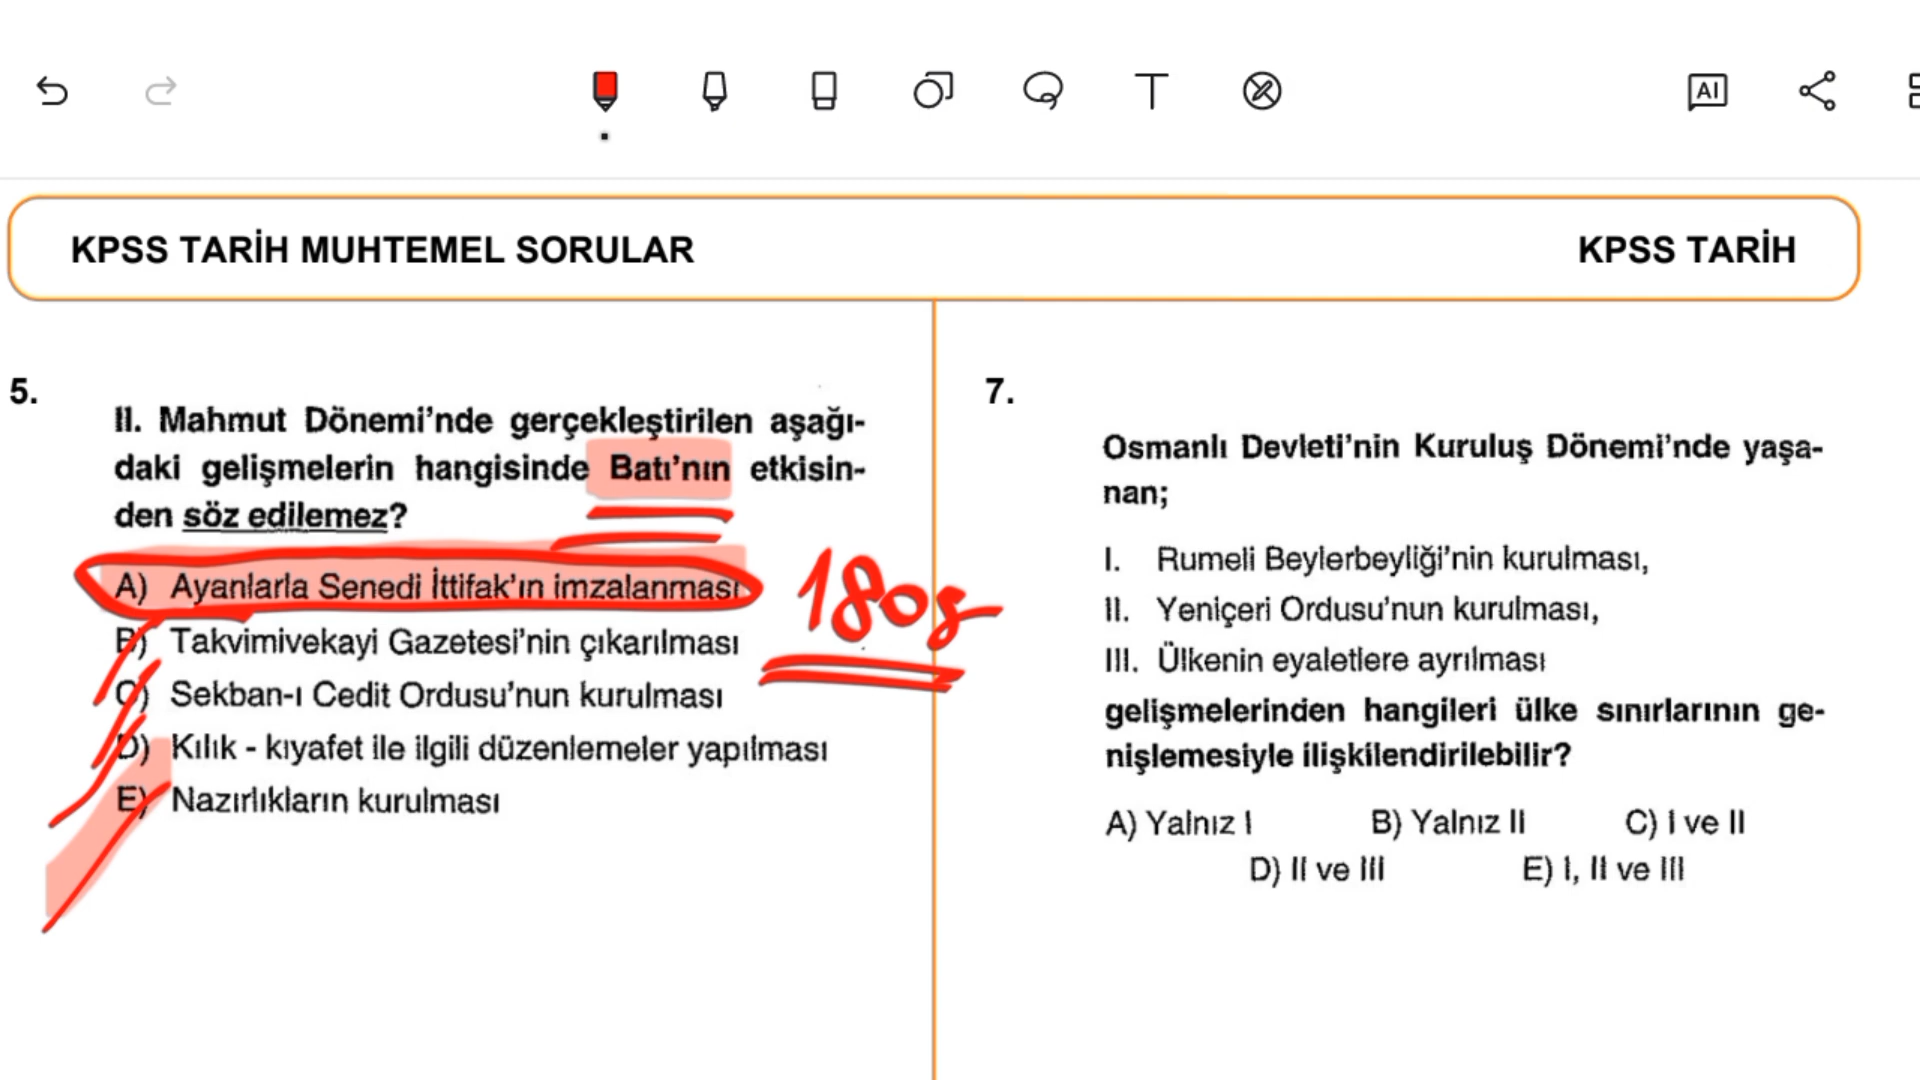 AI
KPSS TARİH MUHTEMEL SORULAR
KPSS TARİH
5.
II. Mahmut Dönemi'nde gerçekleştirilen aşağı-
daki gelişmelerin hangisinde Batı'nın etkisin-
den söz edilemez?
A) Ayanlarla Senedi İttifak'ın imzalanması
B) Takvimivekayi Gazetesi'nin çıkarılması
C) Sekban-ı Cedit Ordusu'nun kurulması
D) Kılık - kıyafet ile ilgili düzenlemeler yapılması
E) Nazırlıkların kurulması
1808
7.
Osmanlı Devleti'nin Kuruluş Dönemi'nde yaşa-
nan;
I. Rumeli Beylerbeyliği'nin kurulması,
II. Yeniçeri Ordusu'nun kurulması,
III. Ülkenin eyaletlere ayrılması
gelişmelerinden hangileri ülke sınırlarının ge-
nişlemesiyle ilişkilendirilebilir?
A) Yalnız I B) Yalnız II C) I ve II
D) II ve III E) I, II ve III